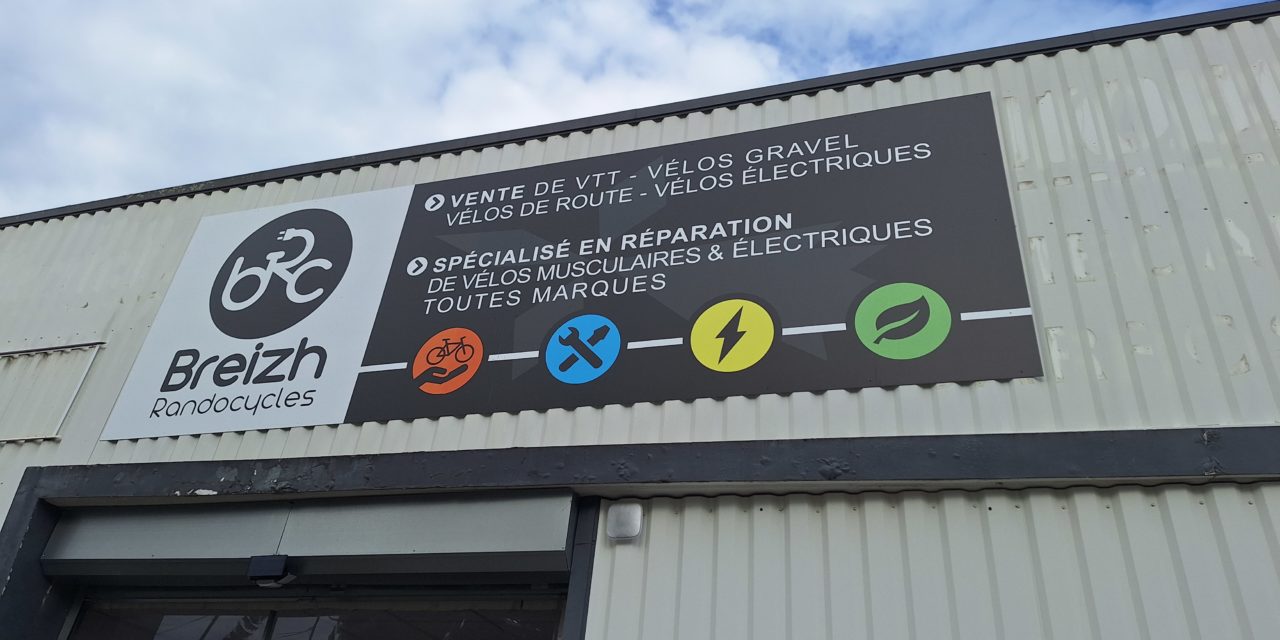 bRc
Breizh
Randocycles
VENTE DE VTT - VÉLOS GRAVEL
VÉLOS DE ROUTE - VÉLOS ÉLECTRIQUES
SPÉCIALISÉ EN RÉPARATION
DE VÉLOS MUSCULAIRES & ÉLECTRIQUES
TOUTES MARQUES